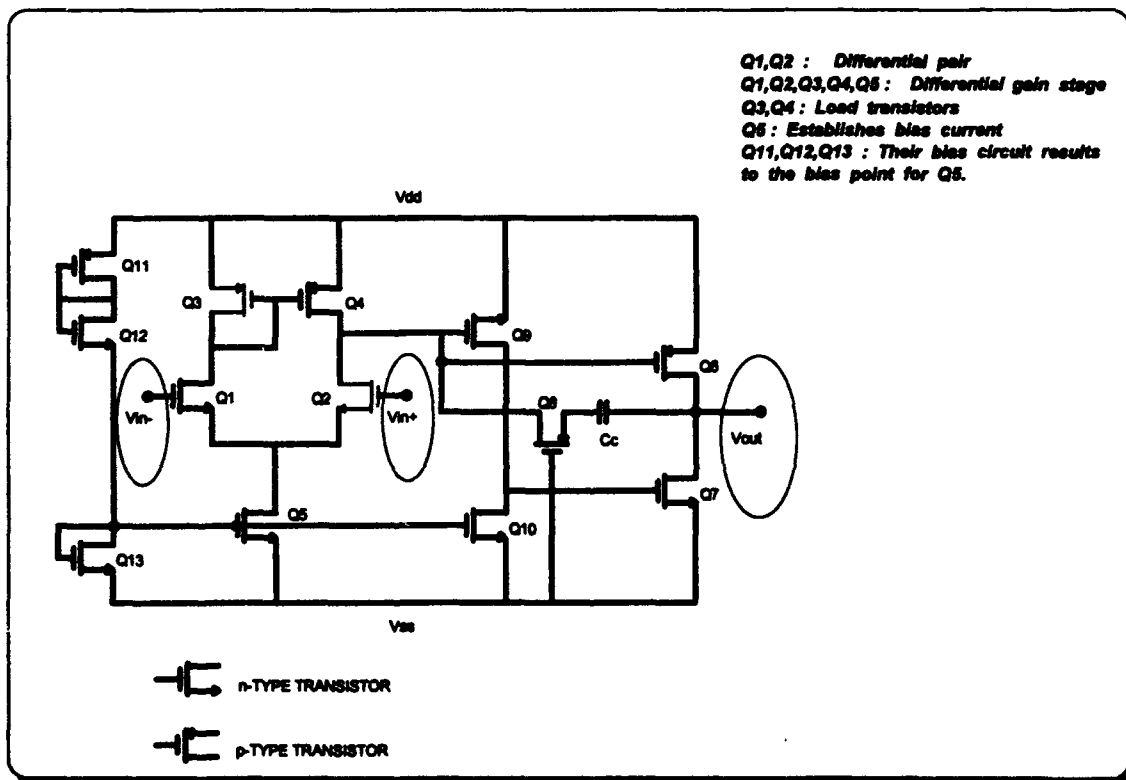 Q1,Q2 : Differential pair
Q1,Q2,Q3,Q4,Q5 : Differential gain stage
Q3,Q4 : Load transistors
Q5 : Establishes bias current
Q11,Q12,Q13 : Their bias circuit results
to the bias point for Q5.
Vdd
Q11
Q3
Q4
Q12
Q9
Q6
Vin-
Q1
Q2
Vin+
Q8
Cc
Vout
Q5
Q10
Q7
Q13
Vss
n-TYPE TRANSISTOR
p-TYPE TRANSISTOR